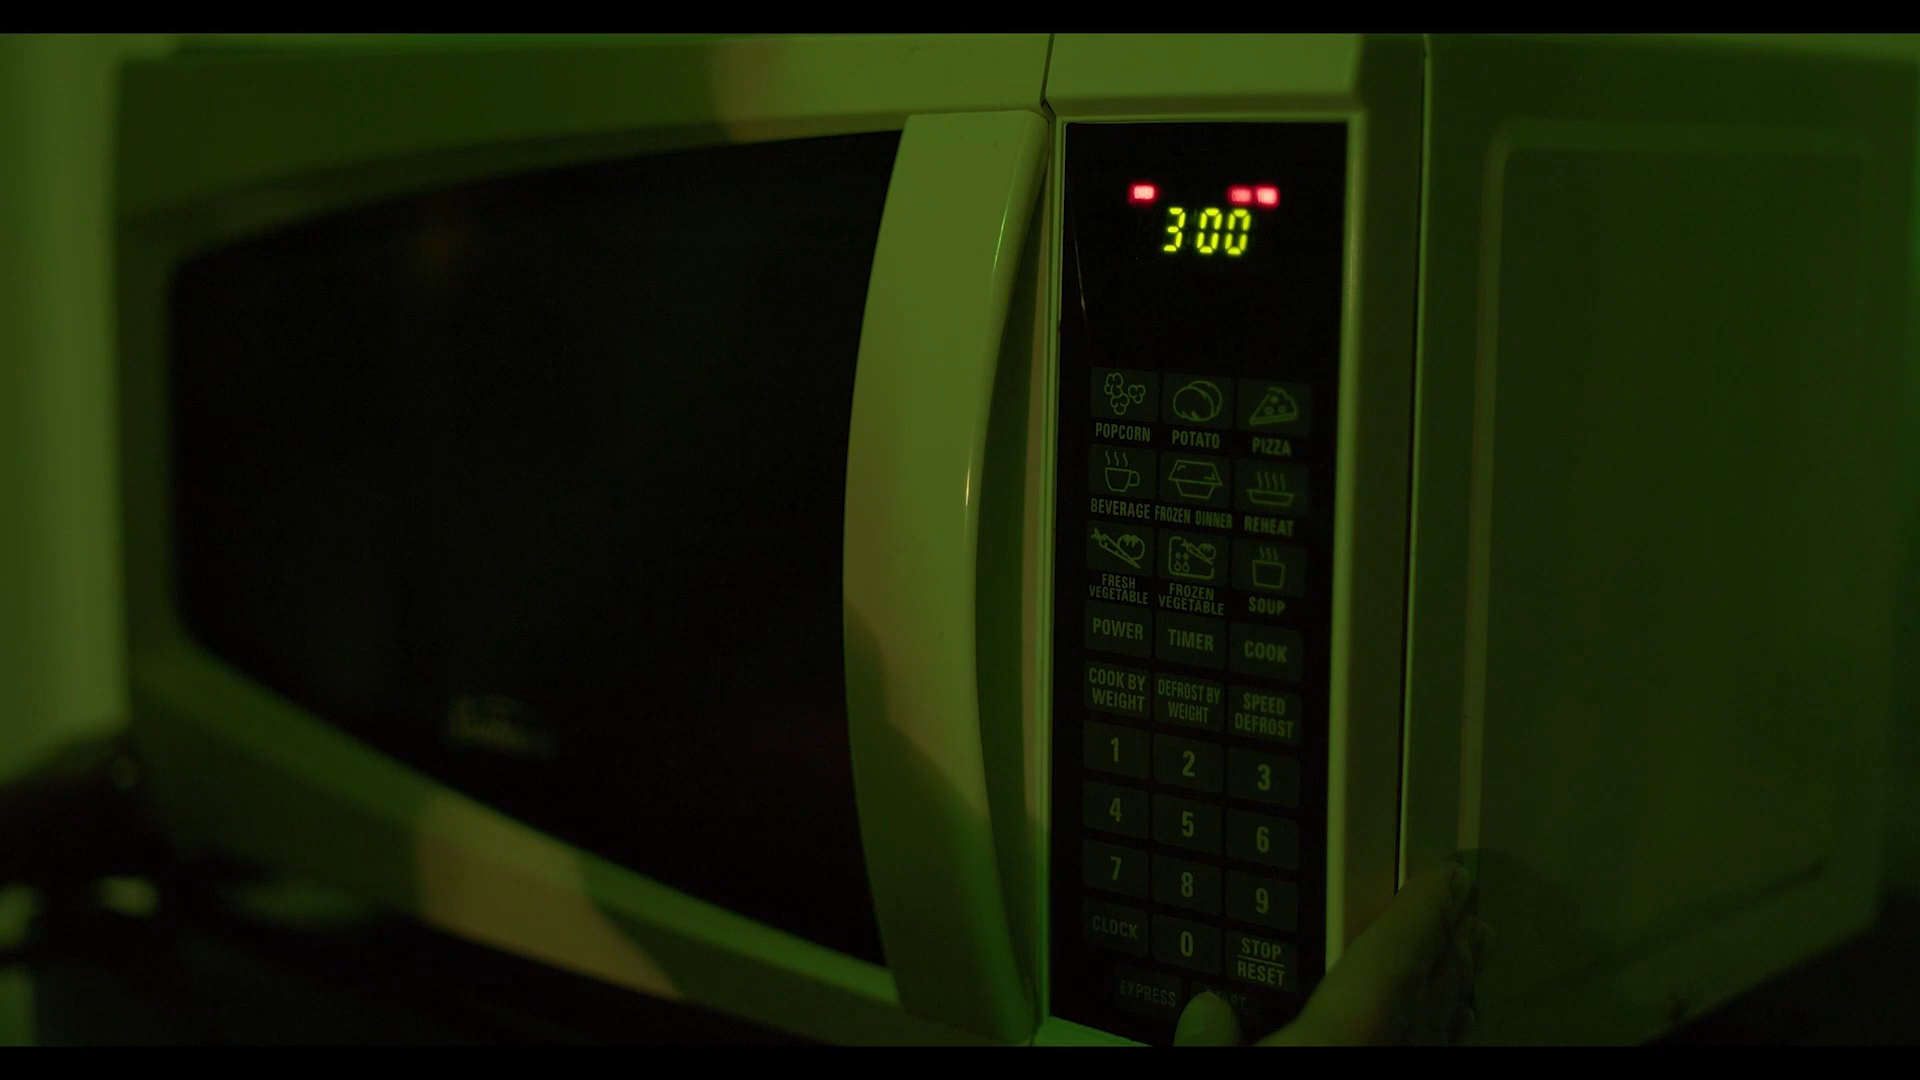 3:00
POPCORN POTATO PIZZA
BEVERAGE FROZEN DINNER REHEAT
FRESH VEGETABLE FROZEN VEGETABLE SOUP
POWER TIMER COOK
COOK BY WEIGHT DEFROST BY WEIGHT SPEED DEFROST
1 2 3
4 5 6
7 8 9
CLOCK 0 STOP RESET
EXPRESS